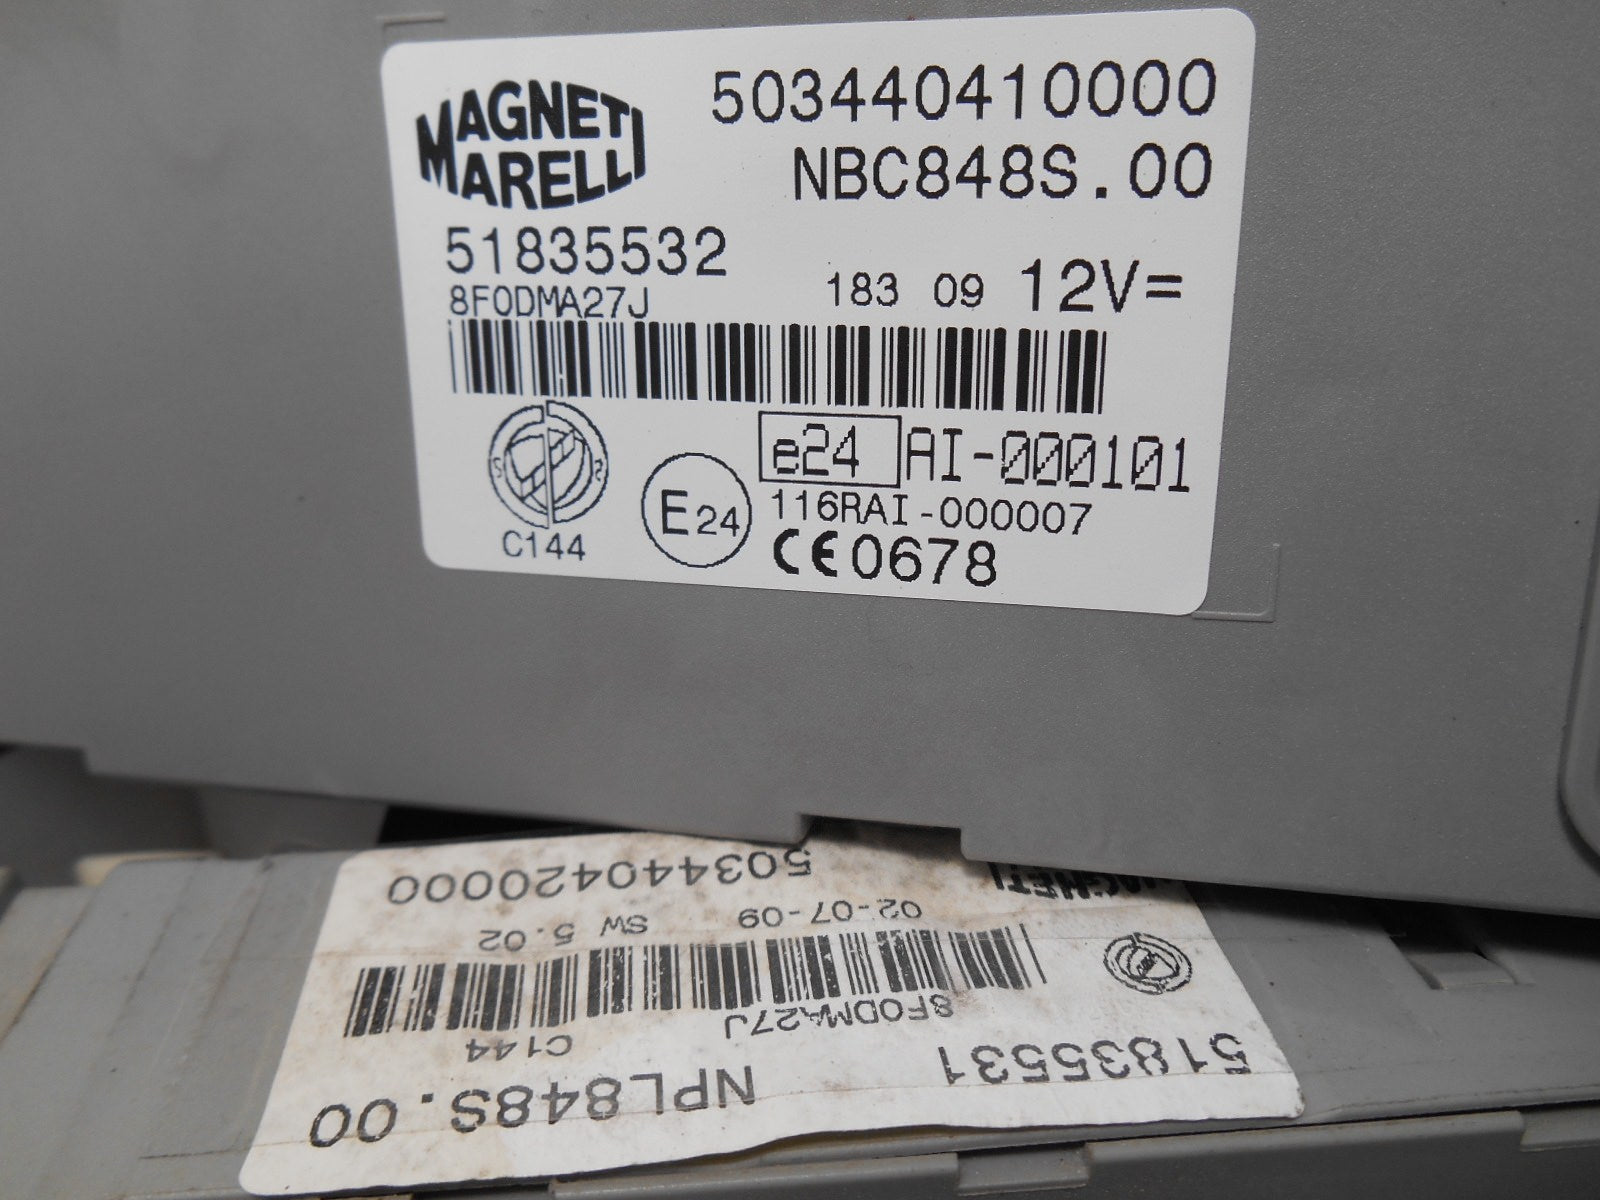 MAGNETI
MARELLI
503440410000
NBC848S.00
51835532
8F0DMA27J
183 09 12V=
e24 AI-000101
116RAI-000007
E24
C144
CE0678
51835531
NPL848S.00
C144
8F0DMA27J
02-07-09 SW 5.02
MAGNETI
503440420000